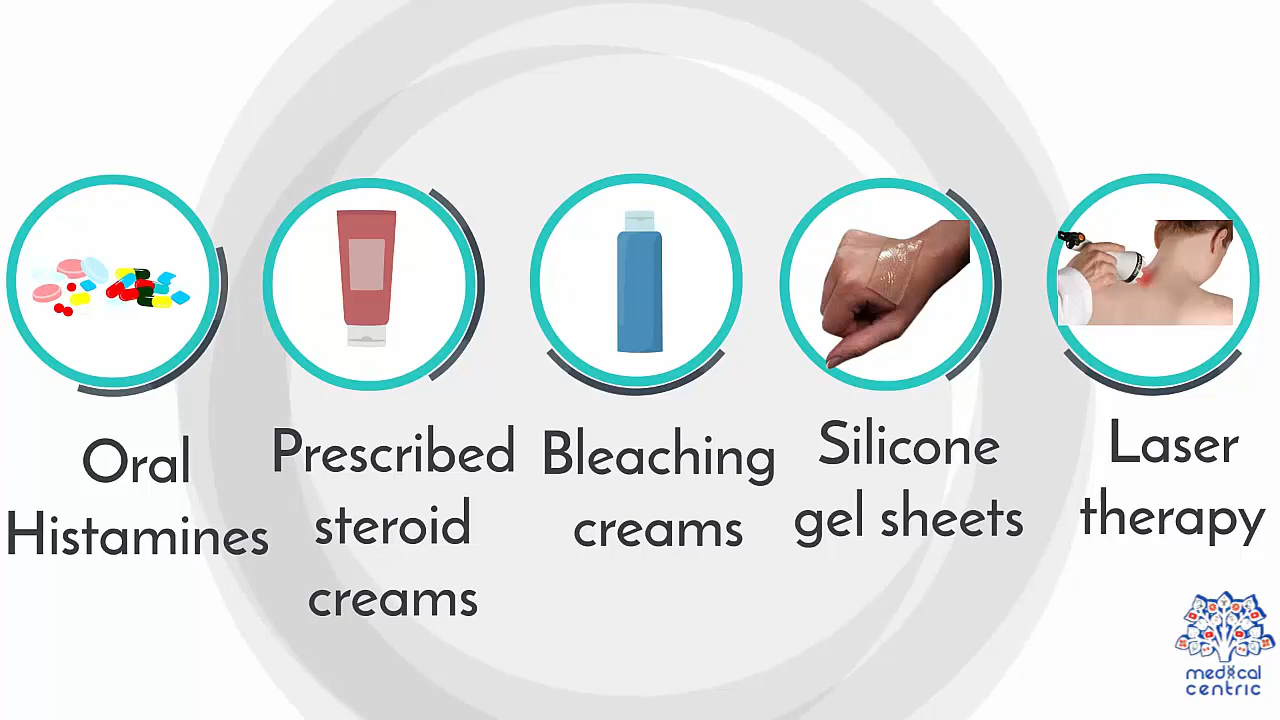 Oral
Histamines
Prescribed
steroid
creams
Bleaching
creams
Silicone
gel sheets
Laser
therapy
medical
centric